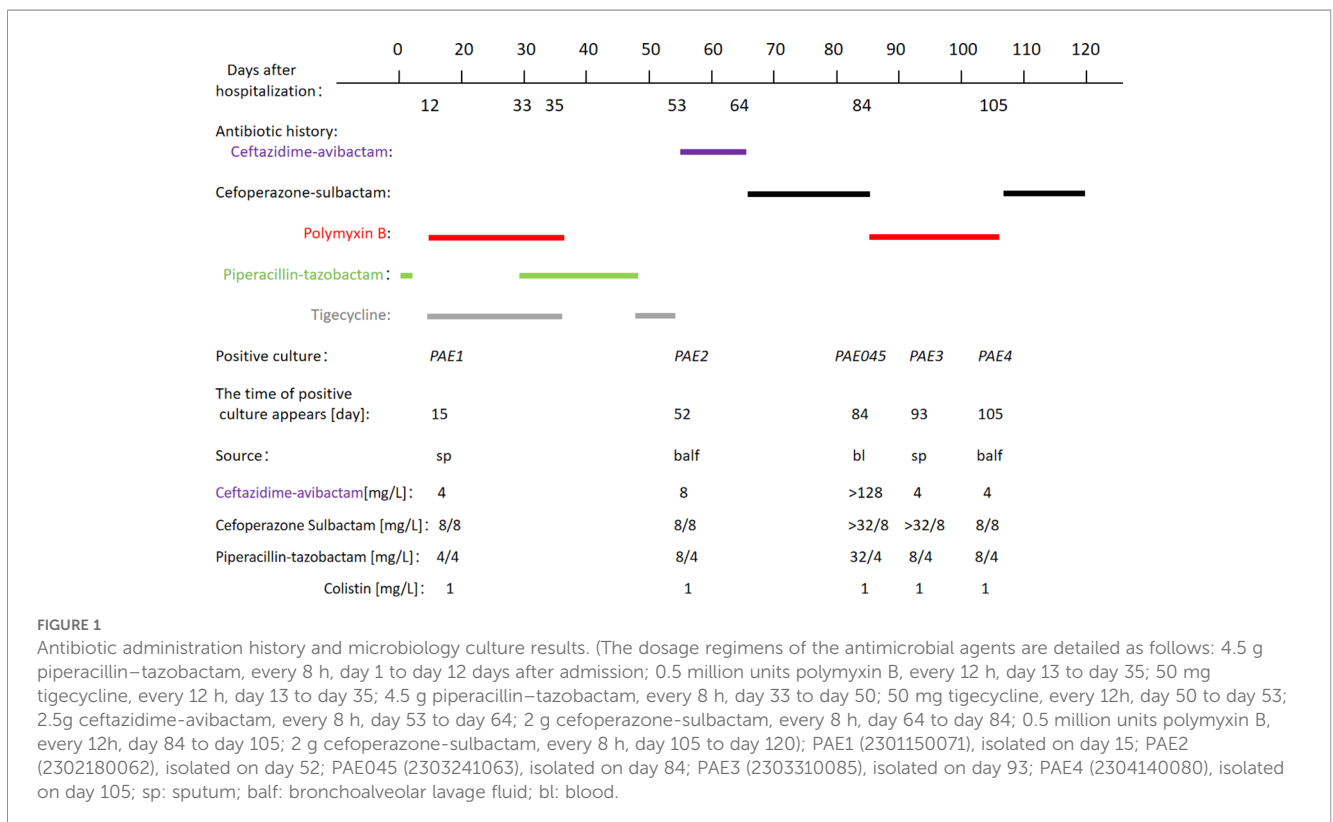 0 20 30 40 50 60 70 80 90 100 110 120
Days after
hospitalization:
12 33 35 53 64 84 105
Antibiotic history:
Ceftazidime-avibactam:
Cefoperazone-sulbactam:
Polymyxin B:
Piperacillin-tazobactam:
Tigecycline:
Positive culture: PAE1 PAE2 PAE045 PAE3 PAE4
The time of positive
culture appears [day]: 15 52 84 93 105
Source: sp balf bl sp balf
Ceftazidime-avibactam[mg/L]: 4 8 >128 4 4
Cefoperazone Sulbactam [mg/L]: 8/8 8/8 >32/8 >32/8 8/8
Piperacillin-tazobactam [mg/L]: 4/4 8/4 32/4 8/4 8/4
Colistin [mg/L]: 1 1 1 1 1
FIGURE 1
Antibiotic administration history and microbiology culture results. (The dosage regimens of the antimicrobial agents are detailed as follows: 4.5 g
piperacillin–tazobactam, every 8 h, day 1 to day 12 days after admission; 0.5 million units polymyxin B, every 12 h, day 13 to day 35; 50 mg
tigecycline, every 12 h, day 13 to day 35; 4.5 g piperacillin–tazobactam, every 8 h, day 33 to day 50; 50 mg tigecycline, every 12h, day 50 to day 53;
2.5g ceftazidime-avibactam, every 8 h, day 53 to day 64; 2 g cefoperazone-sulbactam, every 8 h, day 64 to day 84; 0.5 million units polymyxin B,
every 12h, day 84 to day 105; 2 g cefoperazone-sulbactam, every 8 h, day 105 to day 120); PAE1 (2301150071), isolated on day 15; PAE2
(2302180062), isolated on day 52; PAE045 (2303241063), isolated on day 84; PAE3 (2303310085), isolated on day 93; PAE4 (2304140080), isolated
on day 105; sp: sputum; balf: bronchoalveolar lavage fluid; bl: blood.